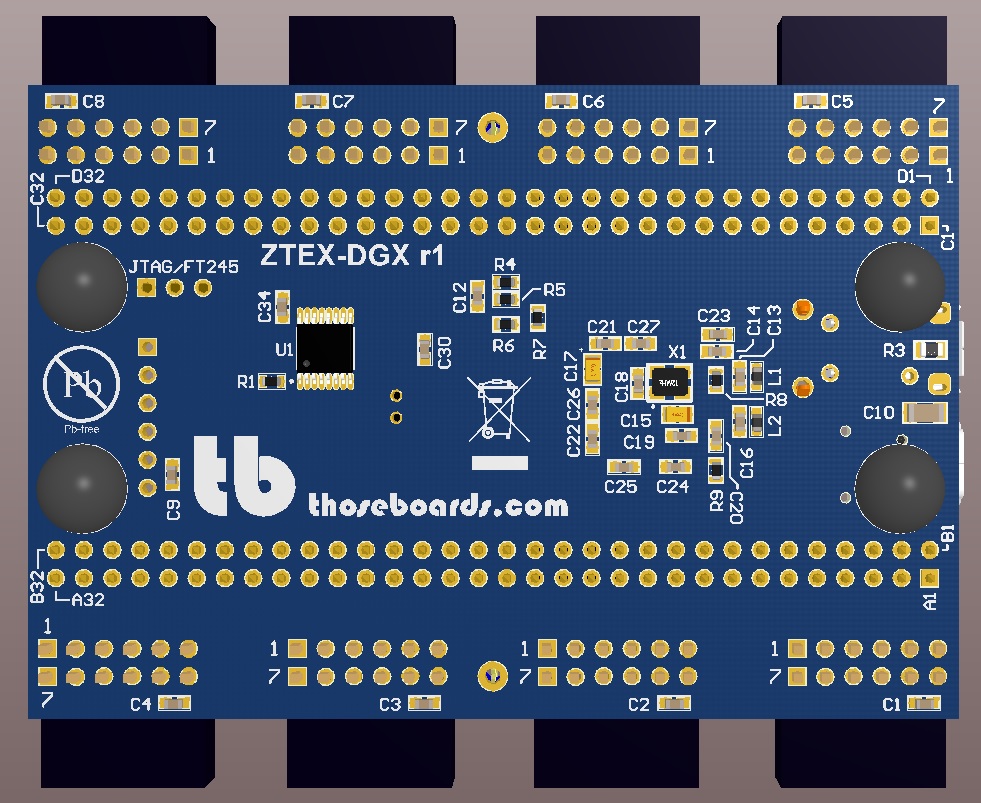 C8
C7
C6
C5
7
7
7
7
1
1
1
1
D32
D1
C32
C1
ZTEX-DGX r1
JTAG/FT245
C34
U1
R1
C30
C12
R4
R5
R6
R7
C21
C27
C23
C14
C13
C17
X1
12MHz
C18
L1
R8
R3
C10
C26
C15
L2
C22
C19
C16
C25
C24
R9
C20
Pb
Pb-free
C9
tb
thoseboards.com
B32
A32
B1
A1
1
1
1
1
7
7
7
7
C4
C3
C2
C1